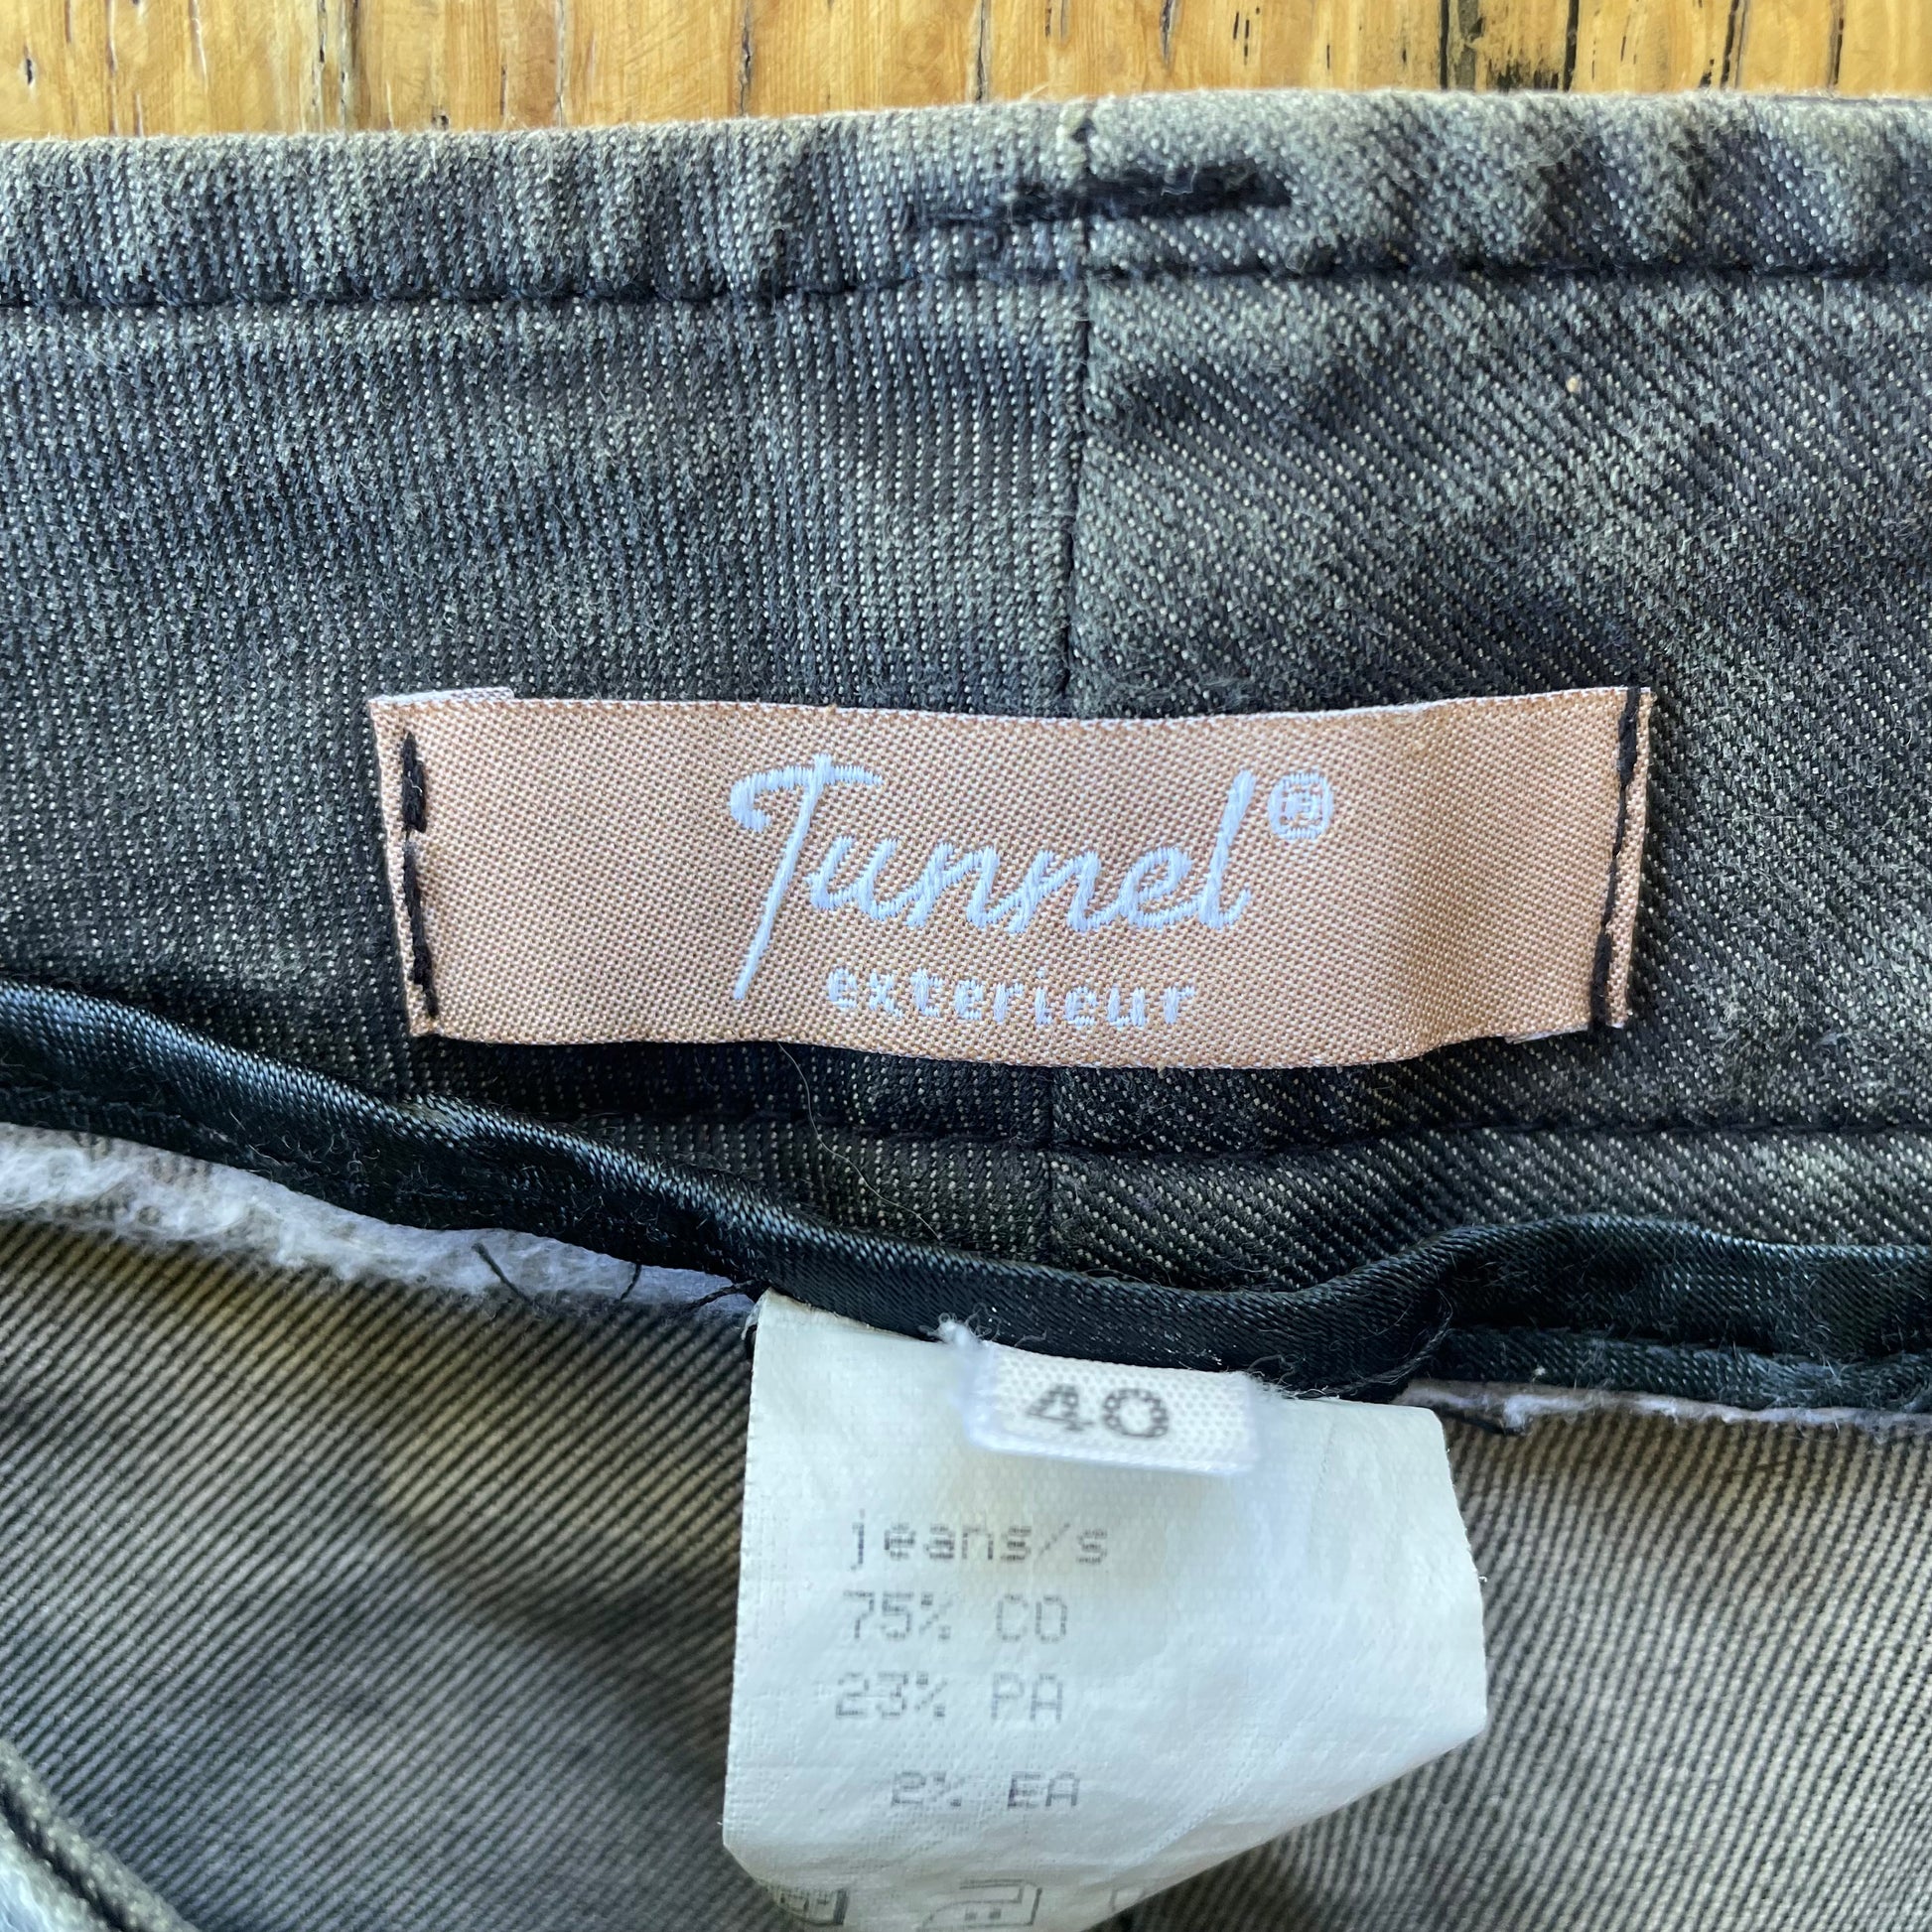 Tunnel®
exterieur
40
jeans/s
75% CO
23% PA
2% EA